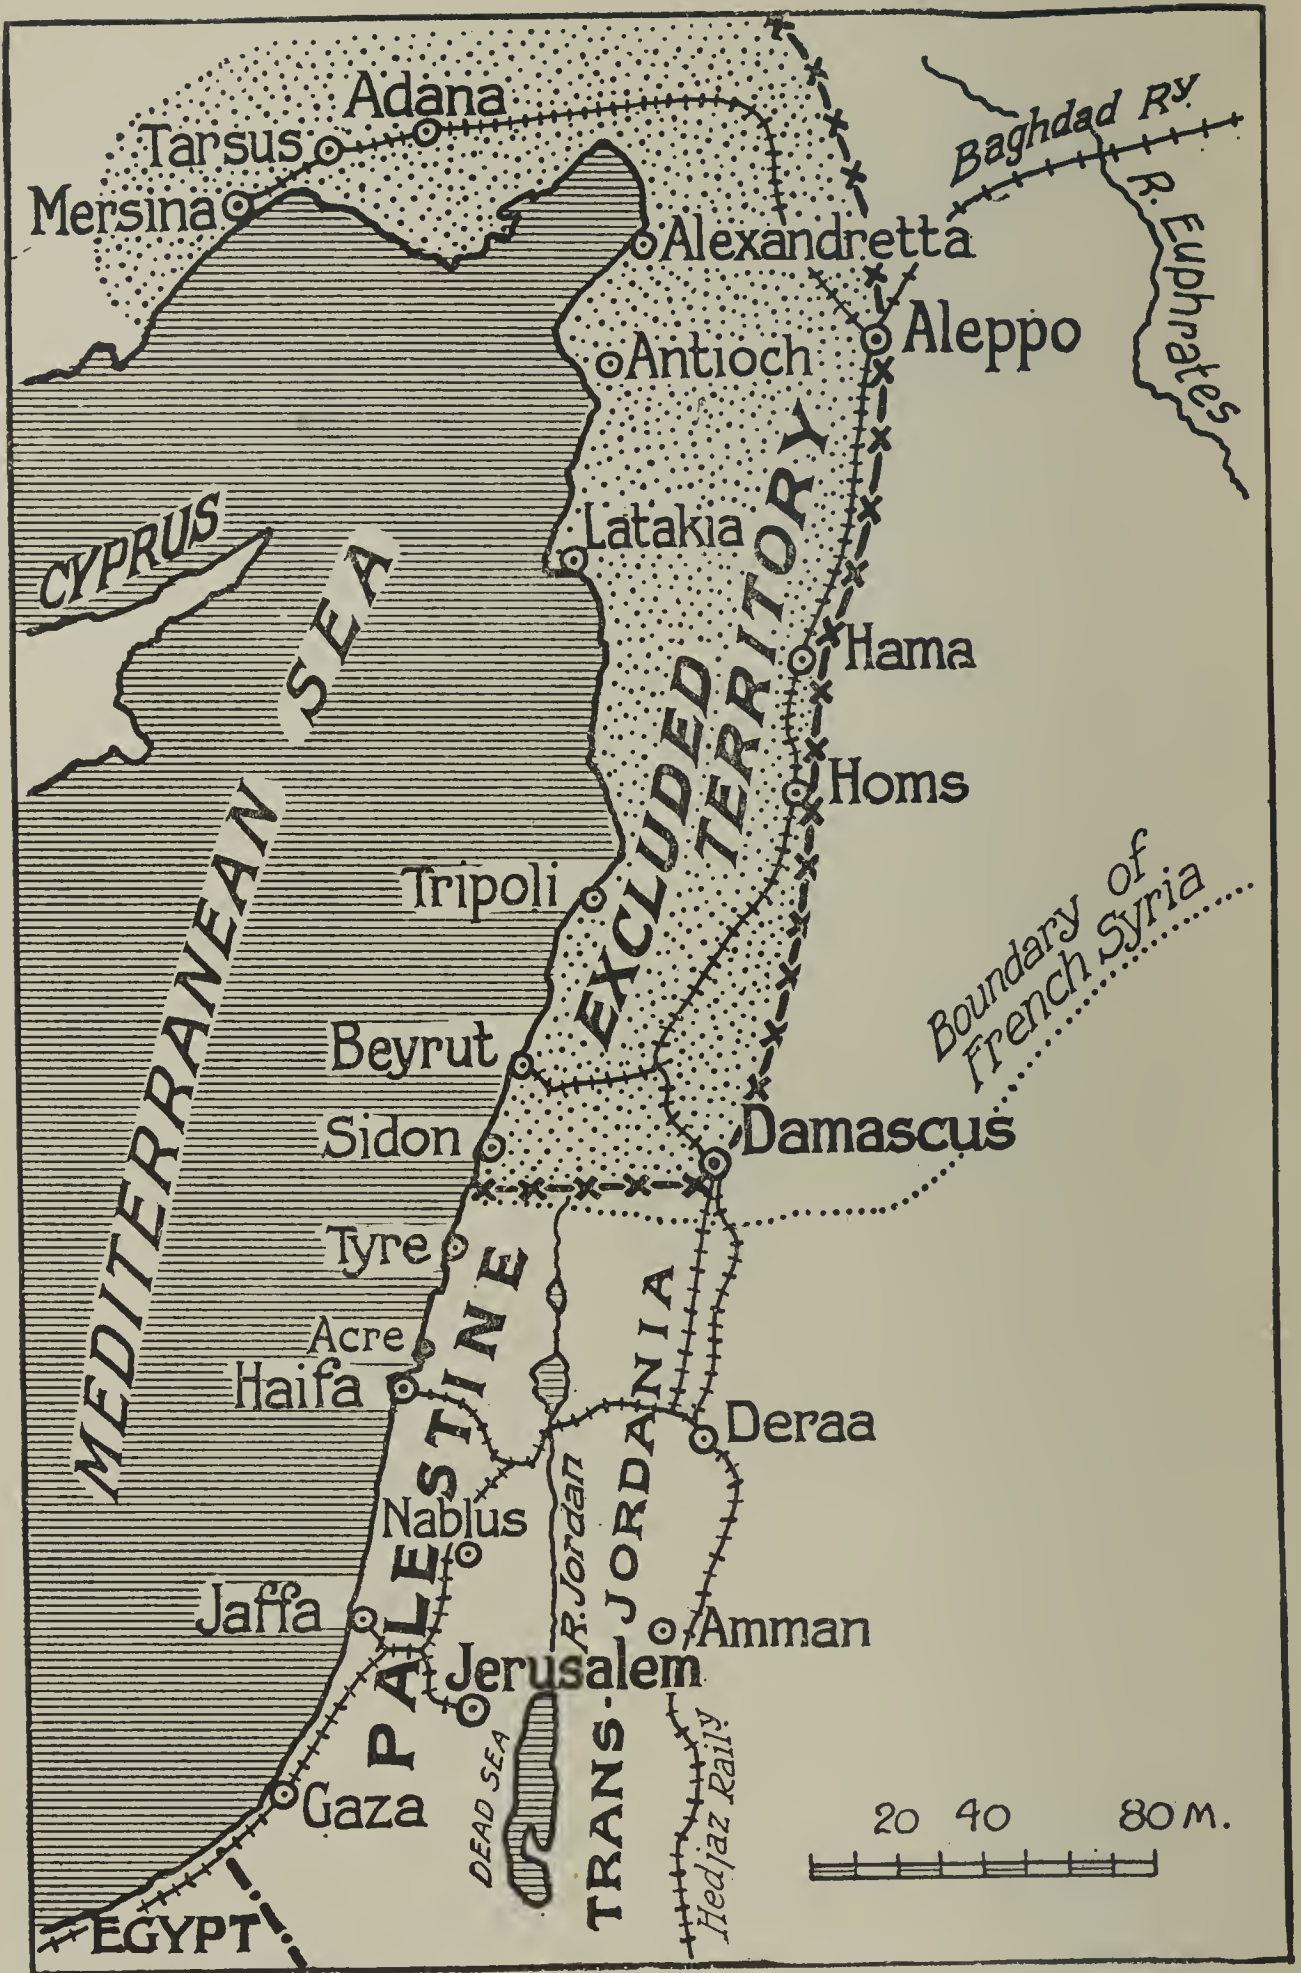 Adana
Tarsus
Mersina
Baghdad Ry
R. Euphrates
Alexandretta
Aleppo
Antioch
CYPRUS
MEDITERRANEAN SEA
Latakia
EXCLUDED
TERRITORY
Hama
Homs
Tripoli
Boundary of
French Syria
Beyrut
Sidon
Damascus
Tyre
Acre
Haifa
PALESTINE
TRANS-JORDANIA
Deraa
R. Jordan
Nablus
Jaffa
Amman
Jerusalem
DEAD SEA
Hedjaz Raily
Gaza
20 40 80 M.
EGYPT